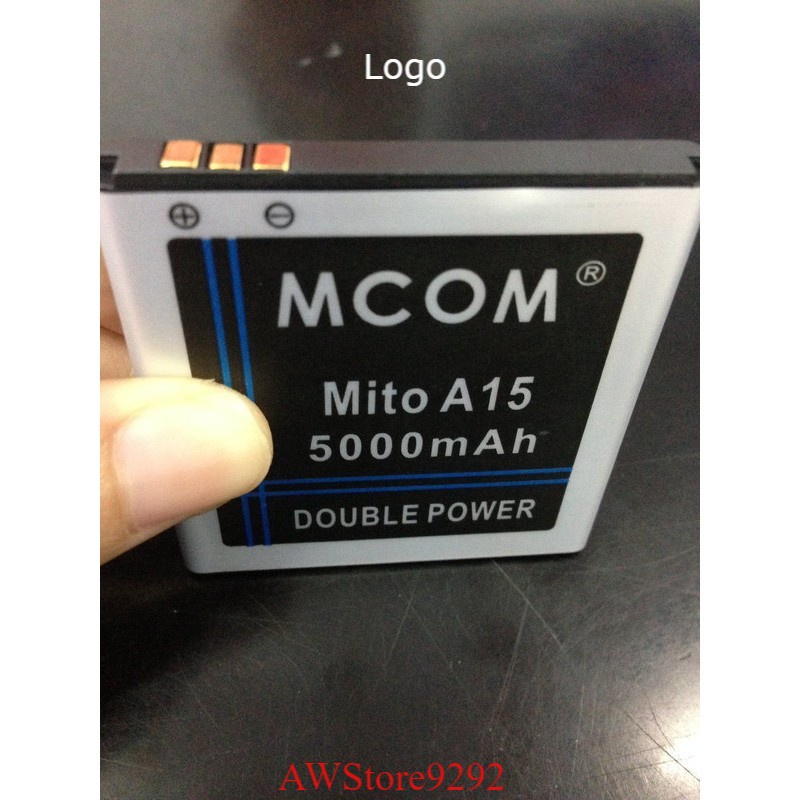 Logo
⊕ ⊖
MCOM®
Mito A15
5000mAh
DOUBLE POWER
AWStore9292